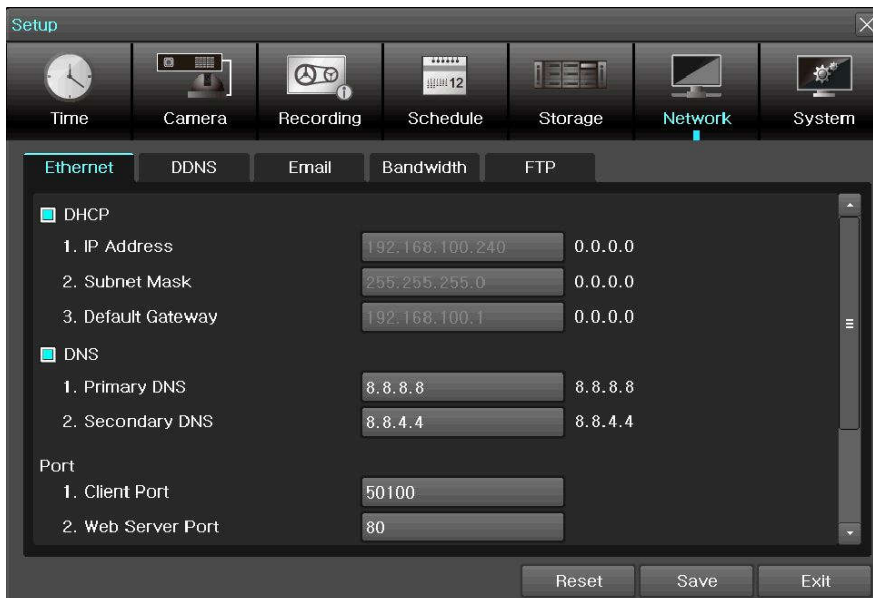 Setup
12
Time Camera Recording Schedule Storage Network System
Ethernet DDNS Email Bandwidth FTP
DHCP
1. IP Address 192.168.100.240 0.0.0.0
2. Subnet Mask 255.255.255.0 0.0.0.0
3. Default Gateway 192.168.100.1 0.0.0.0
DNS
1. Primary DNS 8.8.8.8 8.8.8.8
2. Secondary DNS 8.8.4.4 8.8.4.4
Port
1. Client Port 50100
2. Web Server Port 80
Reset Save Exit